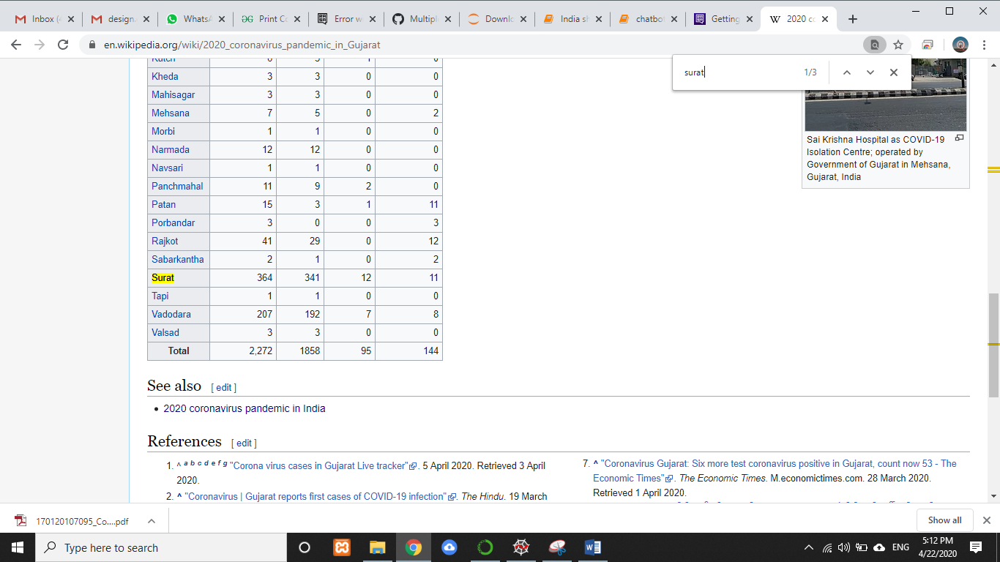 Inbox (
design.
WhatsA
Print Co
Error w
Multipl
Downlo
India sh
chatbot
Getting
2020 co
en.wikipedia.org/wiki/2020_coronavirus_pandemic_in_Gujarat
surat 1/3
Kheda 3 3 0 0
Mahisagar 3 3 0 0
Mehsana 7 5 0 2
Morbi 1 1 0 0
Narmada 12 12 0 0
Navsari 1 1 0 0
Panchmahal 11 9 2 0
Patan 15 3 1 11
Porbandar 3 0 0 3
Rajkot 41 29 0 12
Sabarkantha 2 1 0 2
Surat 364 341 12 11
Tapi 1 1 0 0
Vadodara 207 192 7 8
Valsad 3 3 0 0
Total 2,272 1858 95 144
Sai Krishna Hospital as COVID-19
Isolation Centre; operated by
Government of Gujarat in Mehsana,
Gujarat, India
See also [ edit ]
• 2020 coronavirus pandemic in India
References [ edit ]
1. ^ a b c d e f g "Corona virus cases in Gujarat Live tracker". 5 April 2020. Retrieved 3 April
2020.
2. ^ "Coronavirus | Gujarat reports first cases of COVID-19 infection". The Hindu. 19 March
7. ^ "Coronavirus Gujarat: Six more test coronavirus positive in Gujarat, count now 53 - The
Economic Times". The Economic Times. M.economictimes.com. 28 March 2020.
Retrieved 1 April 2020.
170120107095_Co....pdf
Show all
Type here to search
ENG
5:12 PM
4/22/2020